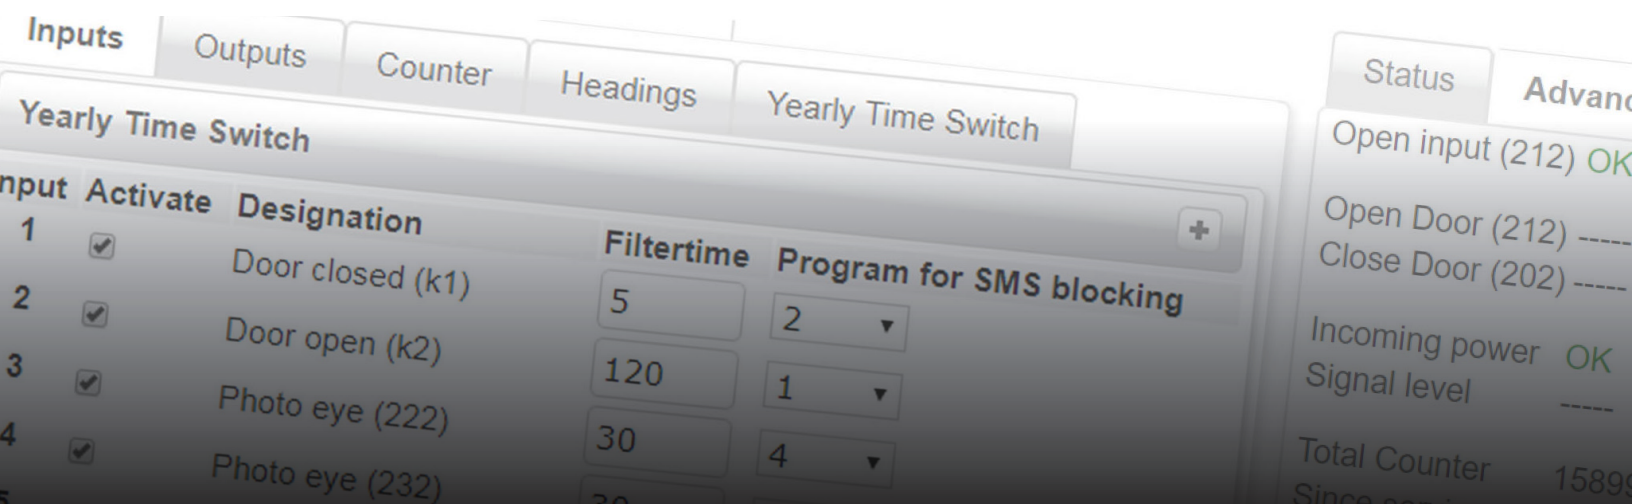 Inputs Outputs Counter Headings Yearly Time Switch
Yearly Time Switch
Activate Designation Filtertime Program for SMS blocking
1 Door closed (k1) 5 2
2 Door open (k2) 120 1
3 Photo eye (222) 30 4
4 Photo eye (232) 30
Status
Open input (212) OK
Open Door (212) -----
Close Door (202) -----
Incoming power OK
Signal level -----
Total Counter
Since